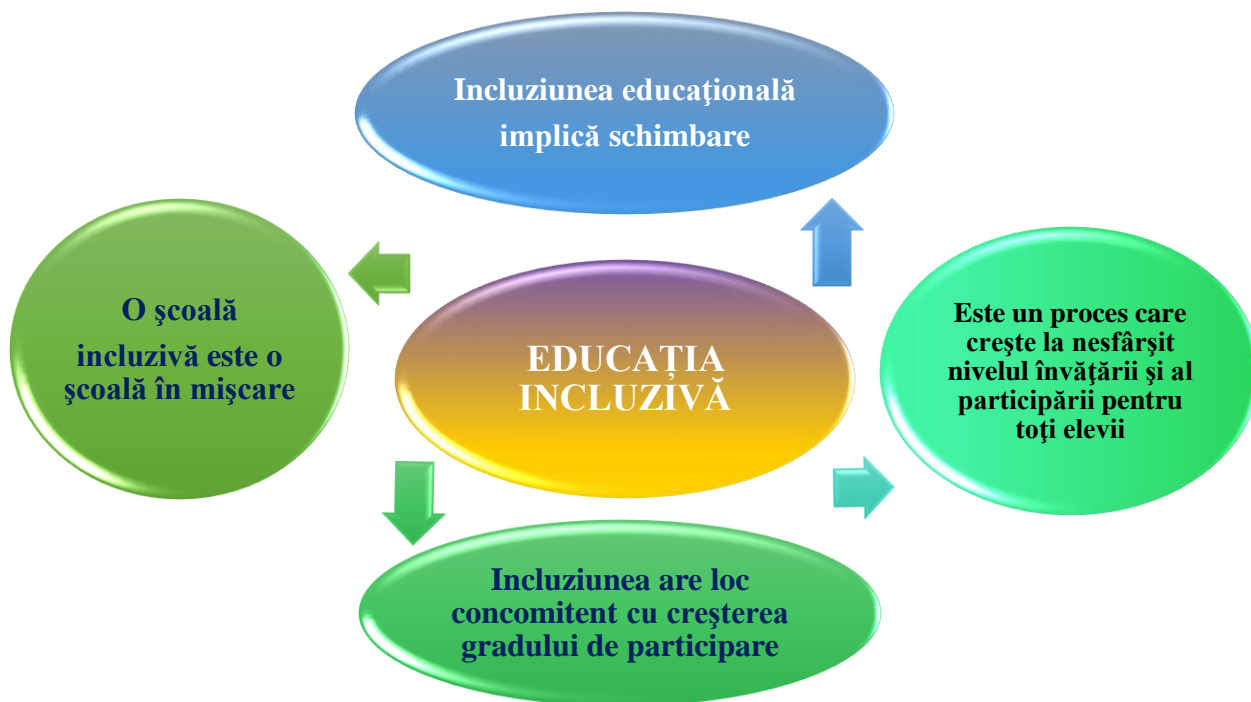 Incluziunea educaţională
implică schimbare
O şcoală
incluzivă este o
şcoală în mişcare
EDUCAȚIA
INCLUZIVĂ
Este un proces care
creşte la nesfârşit
nivelul învăţării şi al
participării pentru
toţi elevii
Incluziunea are loc
concomitent cu creşterea
gradului de participare